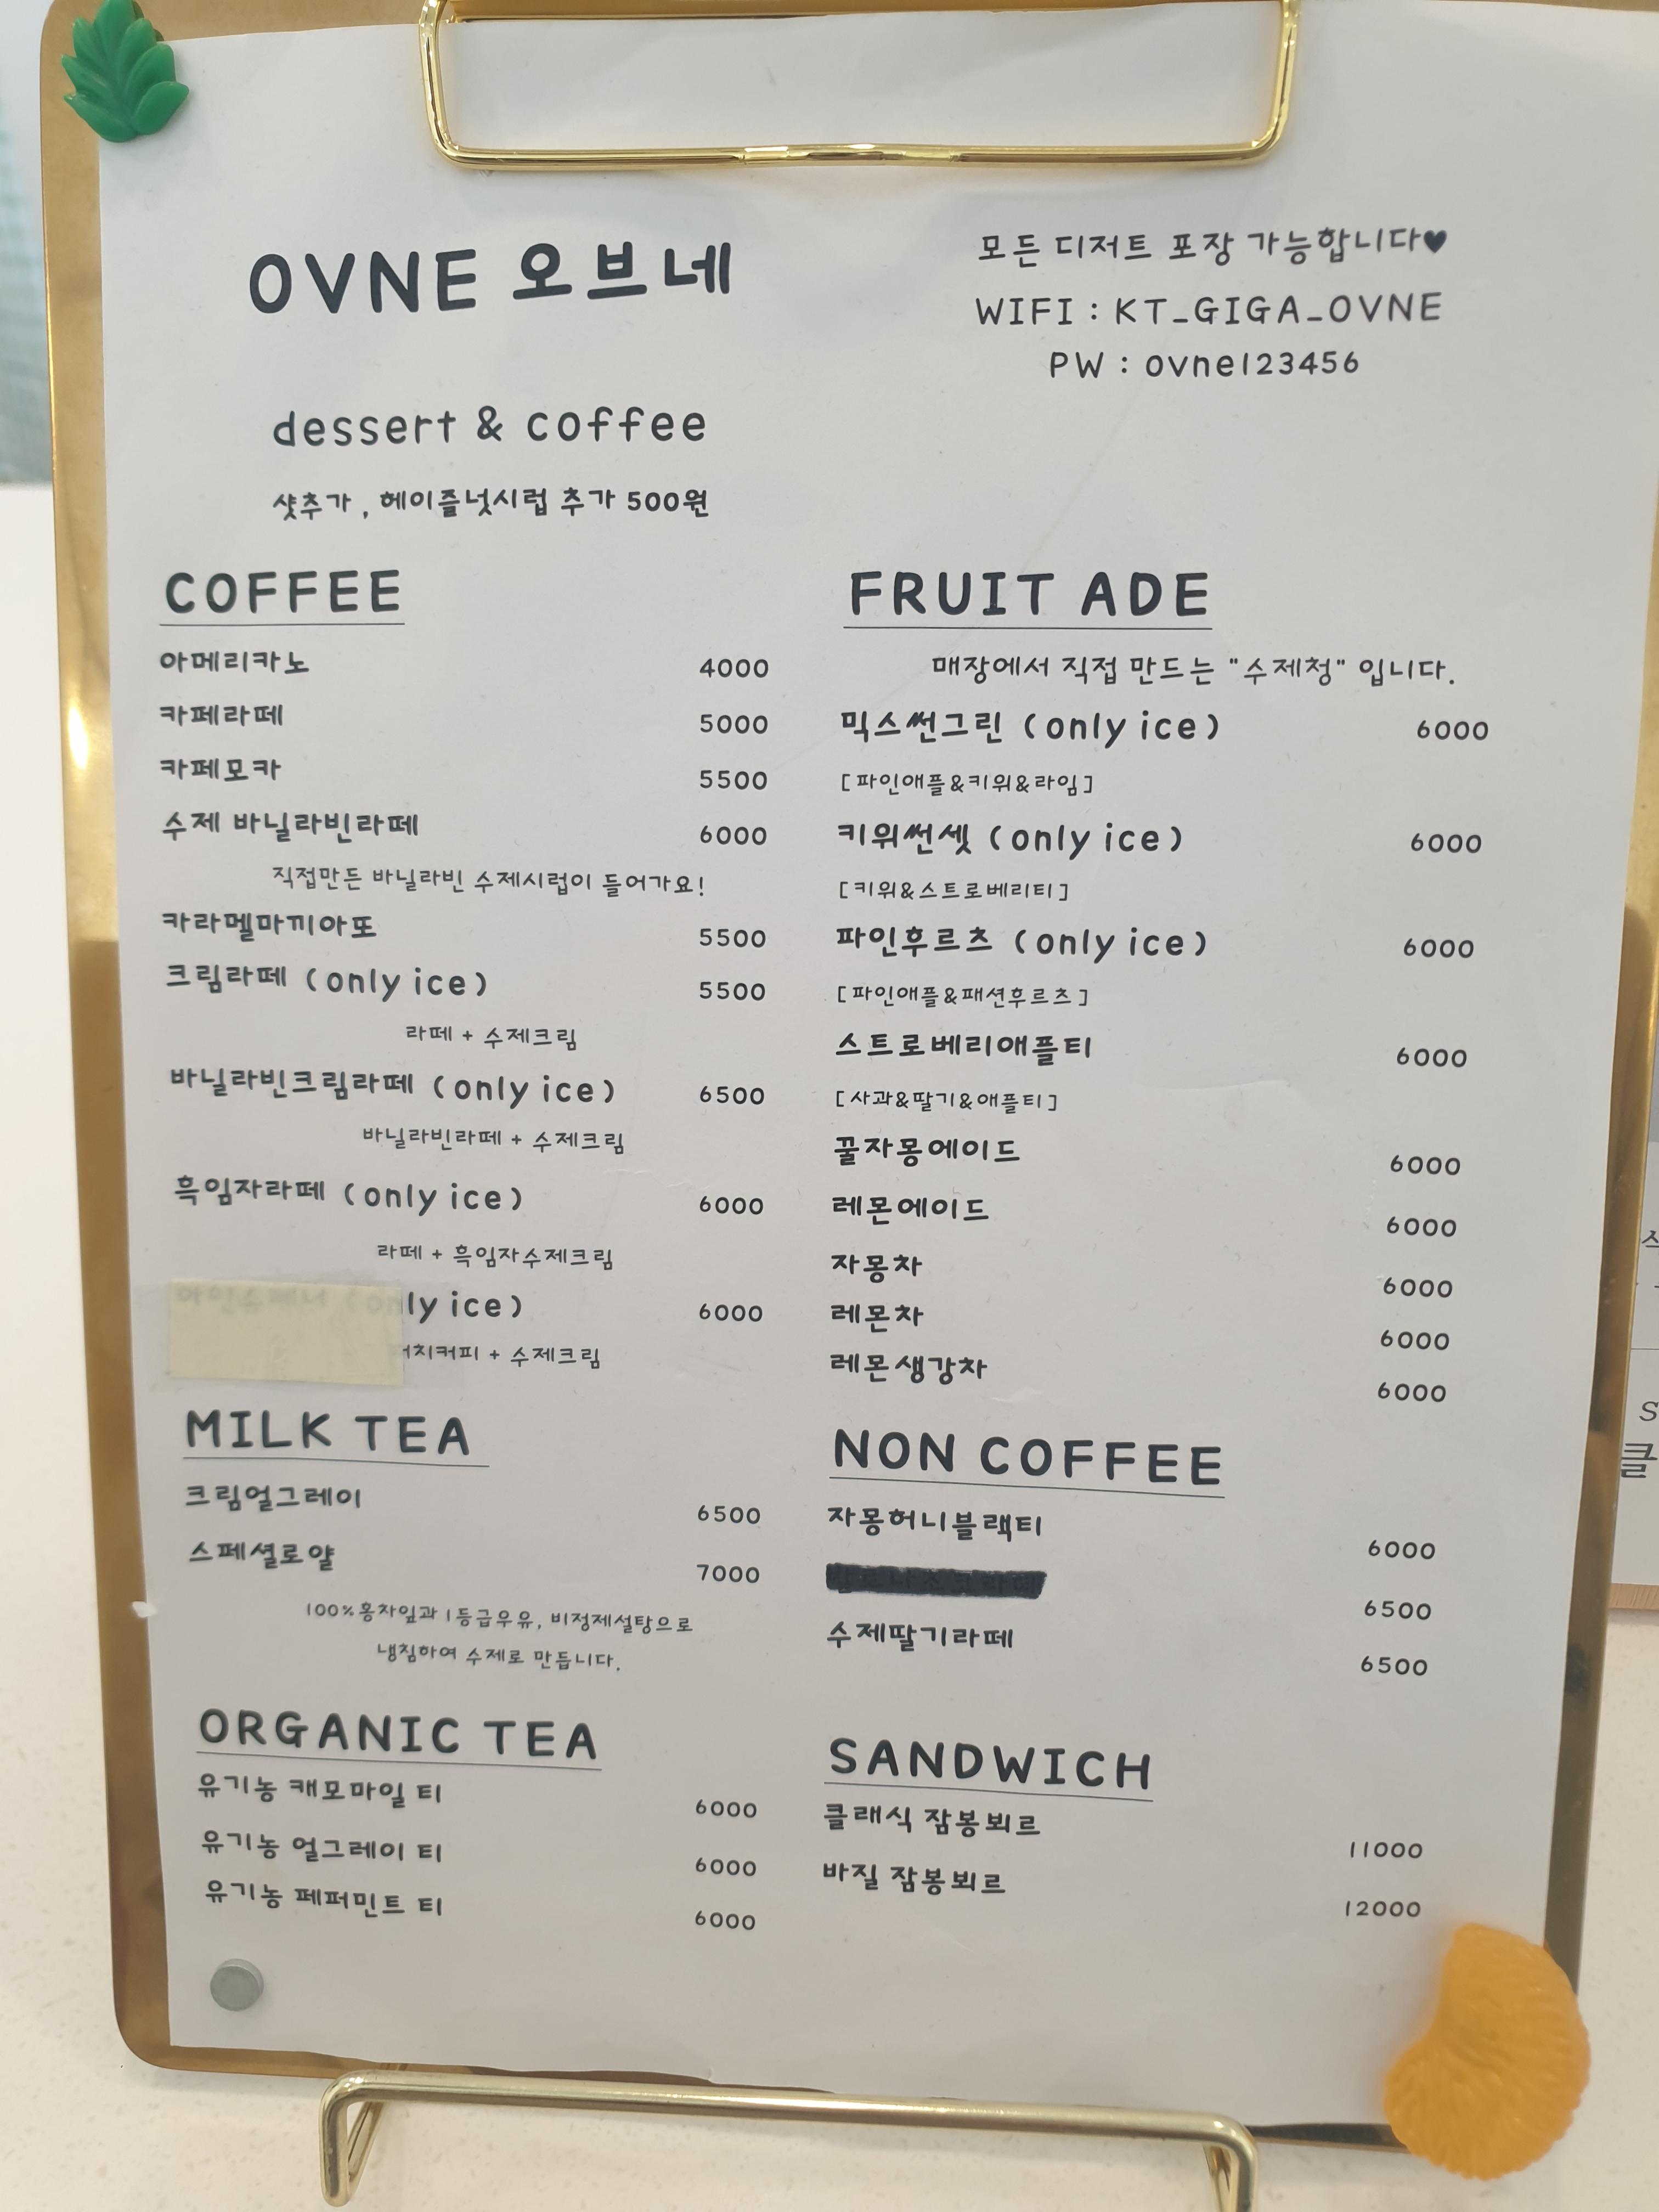 OVNE 오브네
dessert & coffee
샷추가, 헤이즐넛시럽 추가 500원
모든 디저트 포장 가능합니다♥
WIFI : KT_GIGA_OVNE
PW : ovne123456
COFFEE
아메리카노 4000
카페라떼 5000
카페모카 5500
수제 바닐라빈라떼 6000
직접만든 바닐라빈 수제시럽이 들어가요!
카라멜마끼아또 5500
크림라떼 (only ice) 5500
라떼 + 수제크림
바닐라빈크림라떼 (only ice) 6500
바닐라빈라떼 + 수제크림
흑임자라떼 (only ice) 6000
라떼 + 흑임자수제크림
아인슈페너 (only ice) 6000
+ 수제크림
MILK TEA
크림얼그레이 6500
스페셜로얄 7000
100%홍차잎과 1등급우유, 비정제설탕으로
냉침하여 수제로 만듭니다.
ORGANIC TEA
유기농 캐모마일 티 6000
유기농 얼그레이 티 6000
유기농 페퍼민트 티 6000
FRUIT ADE
매장에서 직접 만드는 "수제청" 입니다.
믹스썬그린 (only ice) 6000
[파인애플&키위&라임]
키위썬셋 (only ice) 6000
[키위&스트로베리티]
파인후르츠 (only ice) 6000
[파인애플&패션후르츠]
스트로베리애플티 6000
[사과&딸기&애플티]
꿀자몽에이드 6000
레몬에이드 6000
자몽차 6000
레몬차 6000
레몬생강차 6000
NON COFFEE
자몽허니블랙티 6000
6500
수제딸기라떼 6500
SANDWICH
클래식 잠봉뵈르 11000
바질 잠봉뵈르 12000